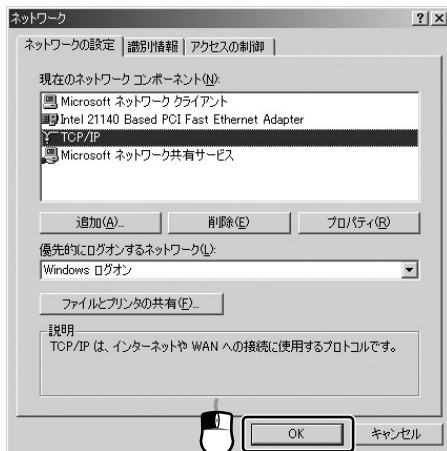 ネットワーク
ネットワークの設定 識別情報 アクセスの制御
現在のネットワーク コンポーネント(N):
Microsoft ネットワーク クライアント
Intel 21140 Based PCI Fast Ethernet Adapter
TCP/IP
Microsoft ネットワーク共有サービス
追加(A)... 削除(E) プロパティ(R)
優先的にログオンするネットワーク(L):
Windows ログオン
ファイルとプリンタの共有(F)...
説明
TCP/IP は、インターネットや WAN への接続に使用するプロトコルです。
OK キャンセル